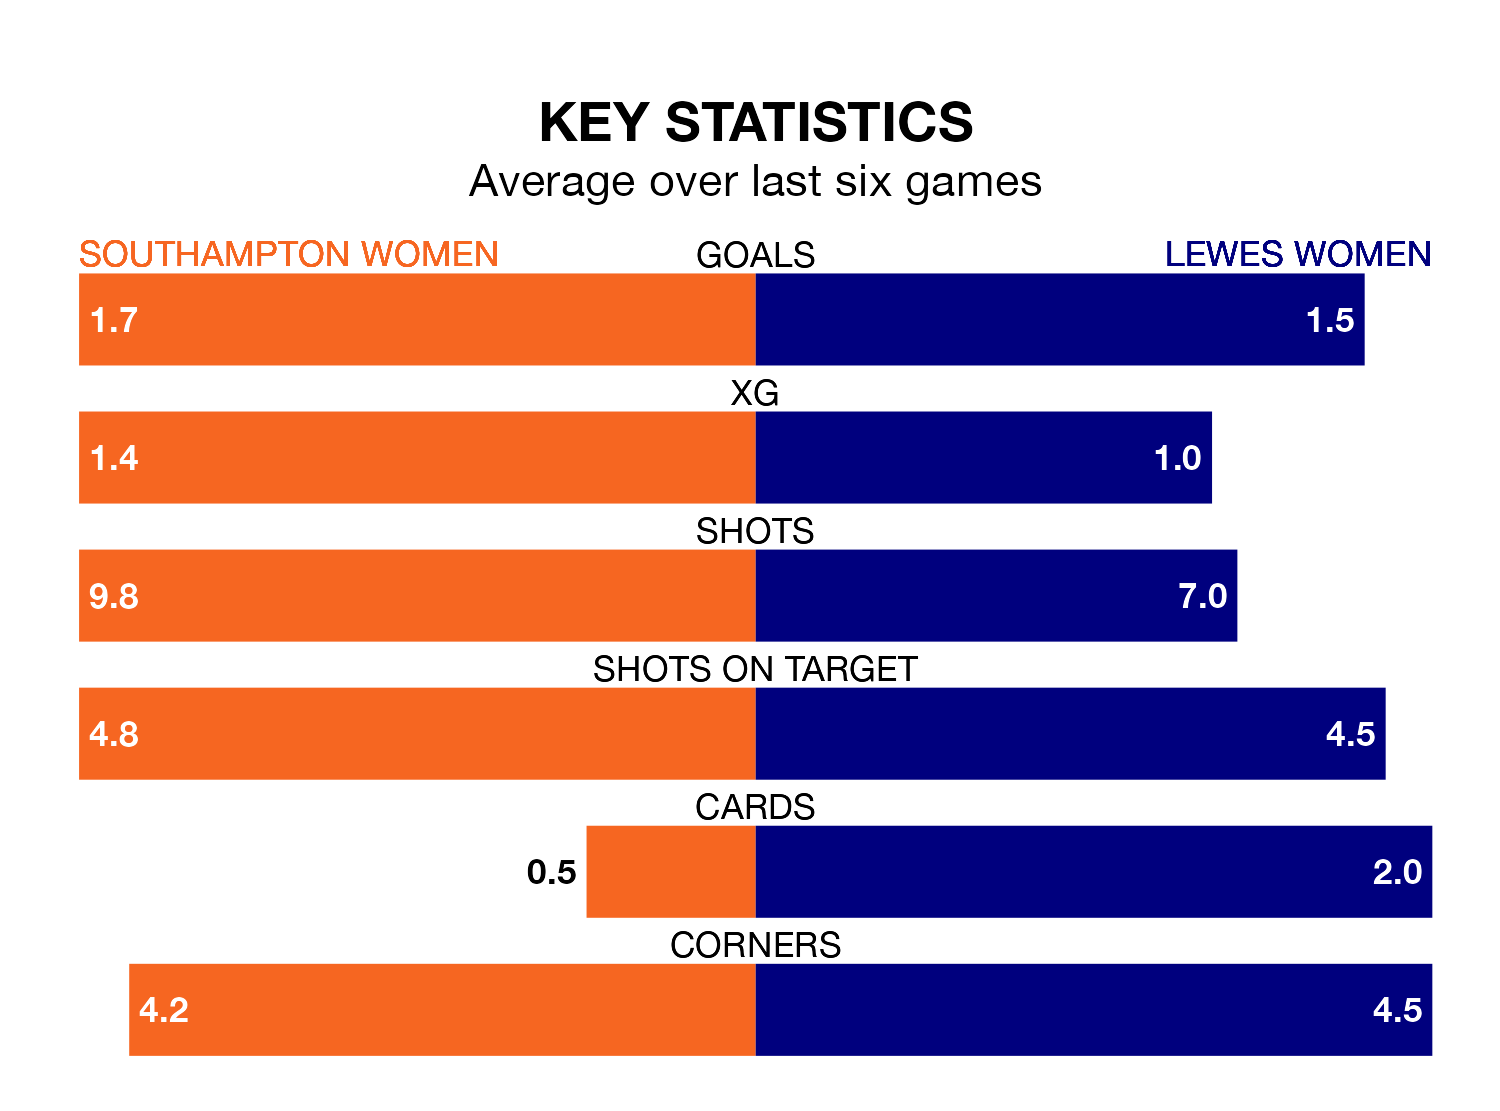 KEY STATISTICS
Average over last six games
SOUTHAMPTON WOMEN GOALS LEWES WOMEN
1.7 1.5
XG
1.4 1.0
SHOTS
9.8 7.0
SHOTS ON TARGET
4.8 4.5
CARDS
0.5 2.0
CORNERS
4.2 4.5